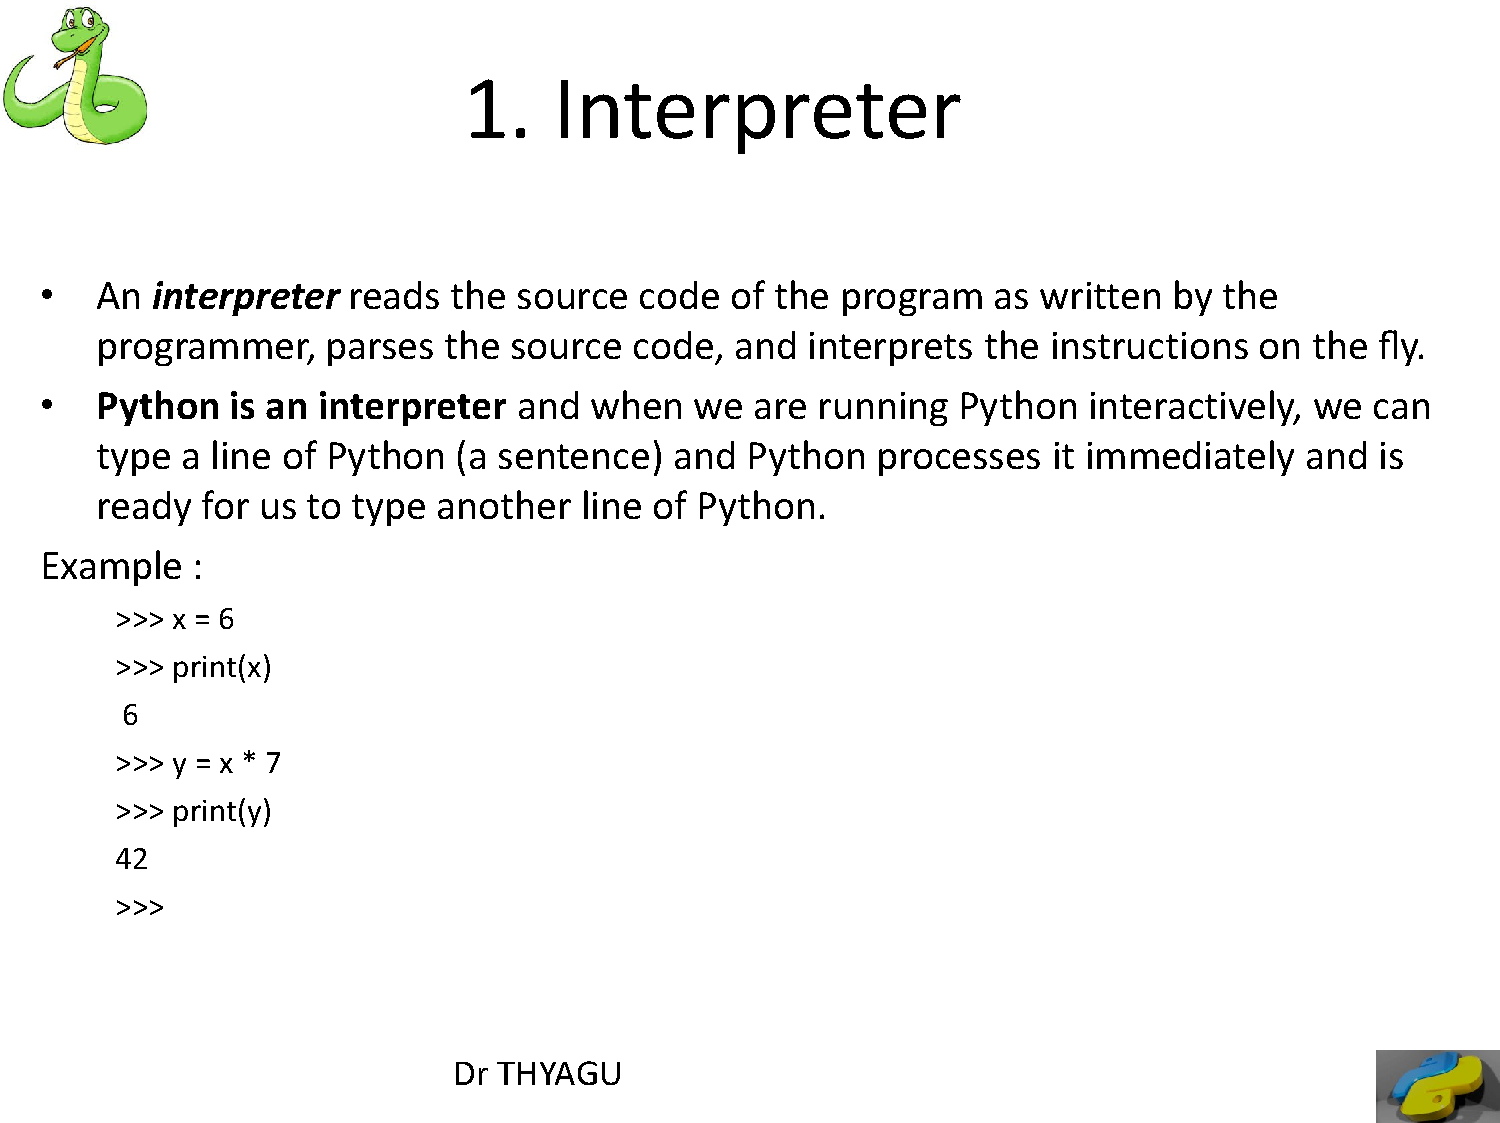 1. Interpreter
• An interpreter reads the source code of the program as written by the
programmer, parses the source code, and interprets the instructions on the fly.
• Python is an interpreter and when we are running Python interactively, we can
type a line of Python (a sentence) and Python processes it immediately and is
ready for us to type another line of Python.
Example :
>>> x = 6
>>> print(x)
6
>>> y = x * 7
>>> print(y)
42
>>>
Dr THYAGU